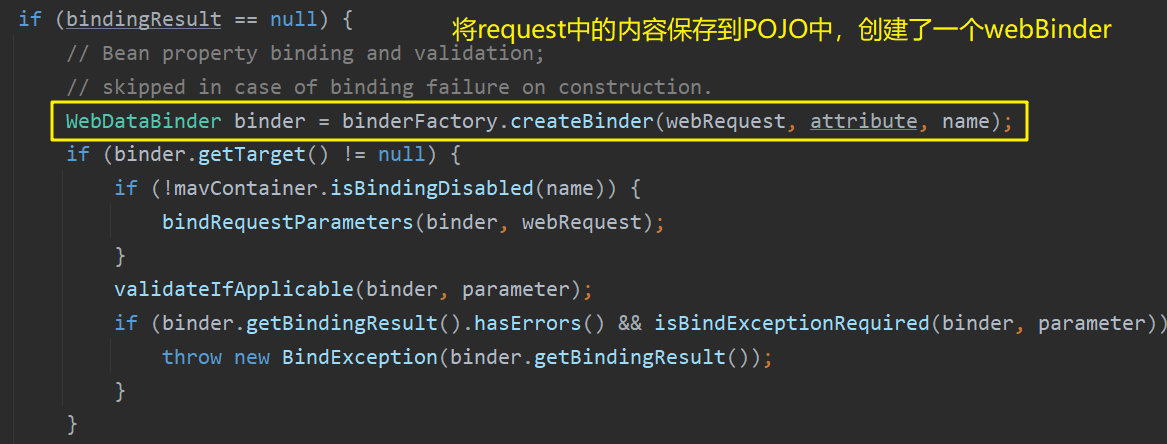 if (bindingResult == null) {
将request中的内容保存到POJO中，创建了一个webBinder
// Bean property binding and validation;
// skipped in case of binding failure on construction.
WebDataBinder binder = binderFactory.createBinder(webRequest, attribute, name);
if (binder.getTarget() != null) {
if (!mavContainer.isBindingDisabled(name)) {
bindRequestParameters(binder, webRequest);
}
validateIfApplicable(binder, parameter);
if (binder.getBindingResult().hasErrors() && isBindExceptionRequired(binder, parameter))
throw new BindException(binder.getBindingResult());
}
}